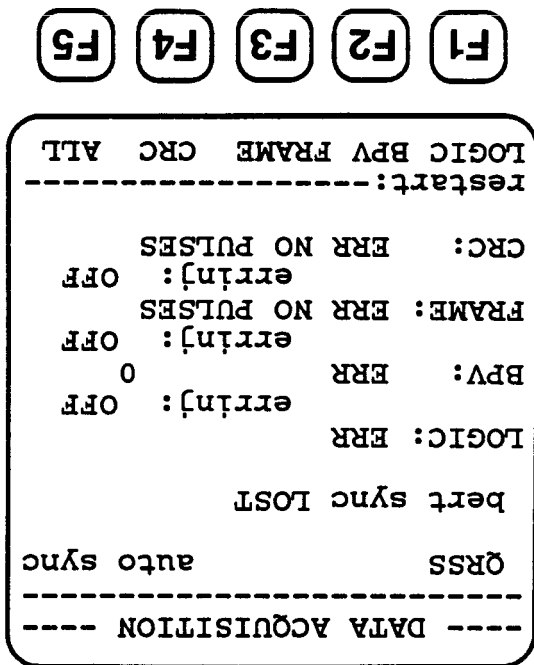 ---- DATA ACQUISITION ----
--------------------------
QRSS auto sync
bert sync LOST
LOGIC: ERR
errinj: OFF
BPV: ERR 0
errinj: OFF
FRAME: ERR NO PULSES
errinj: OFF
CRC: ERR NO PULSES
restart:------------------
LOGIC BPV FRAME CRC ALL
F1 F2 F3 F4 F5